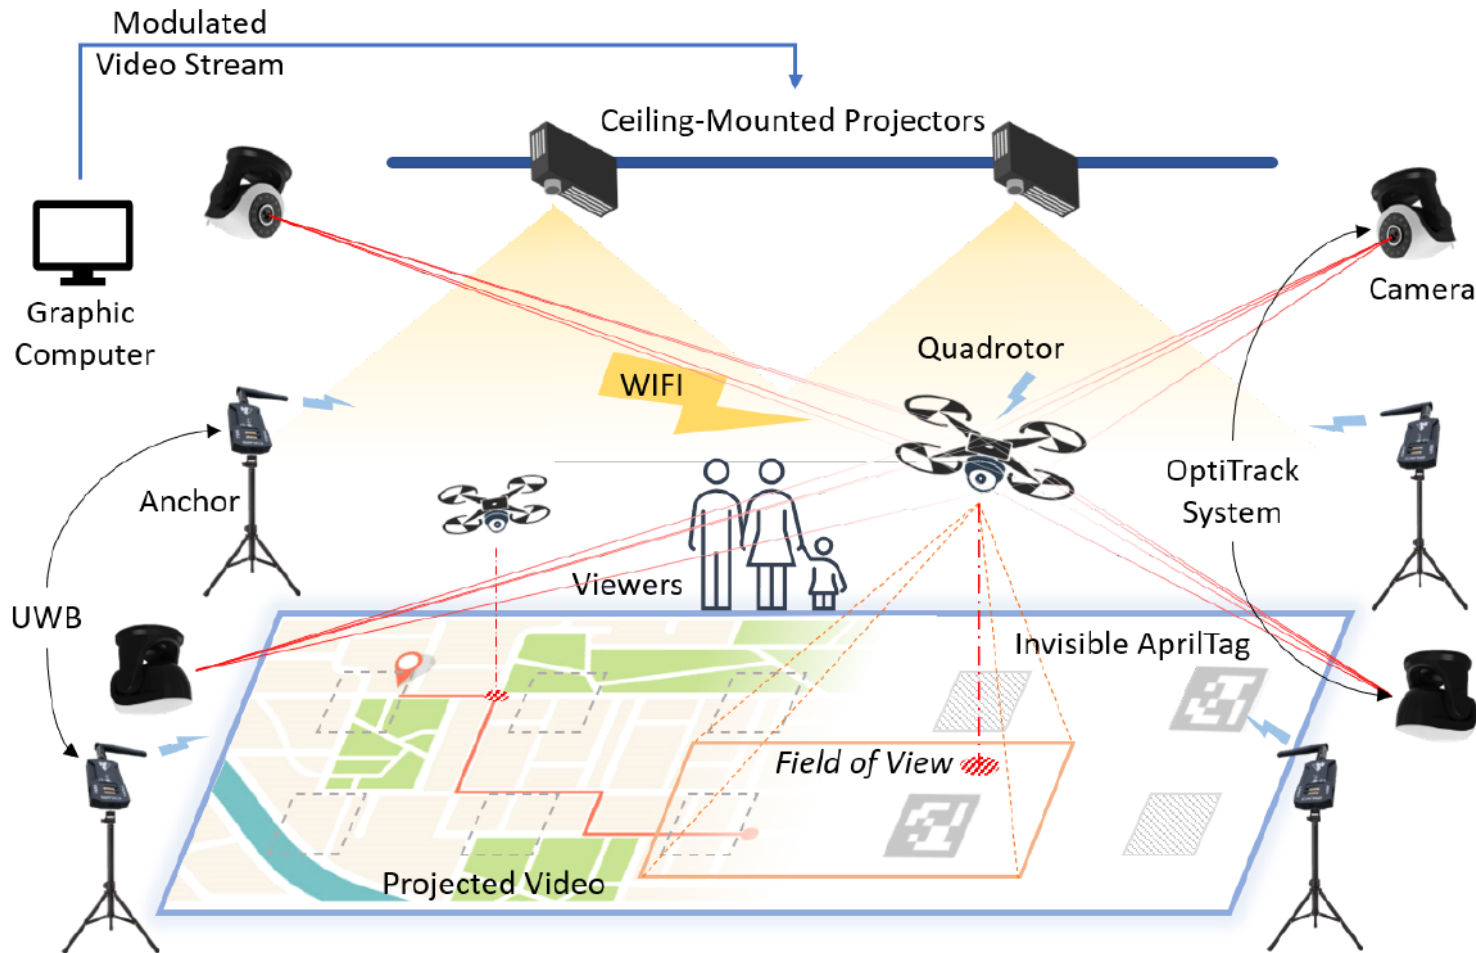 Modulated
Video Stream
Ceiling-Mounted Projectors
Graphic
Computer
Camera
Quadrotor
WIFI
Anchor
OptiTrack
System
Viewers
UWB
Invisible AprilTag
Field of View
Projected Video